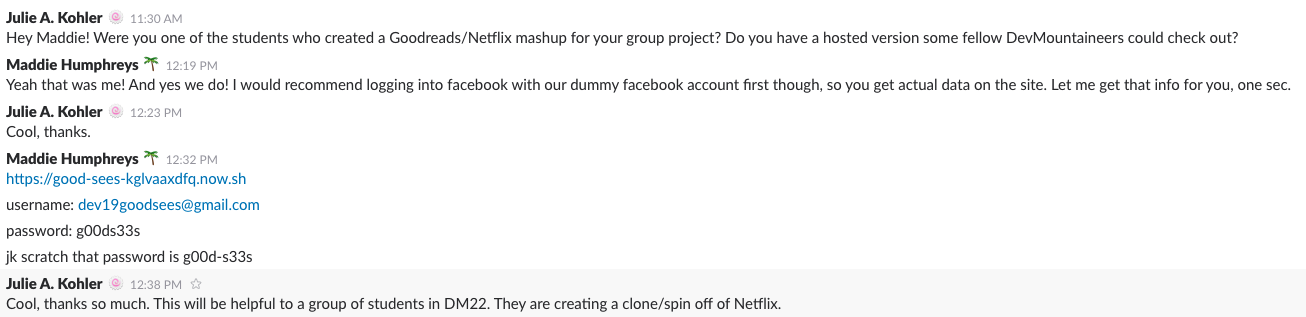 Julie A. Kohler 11:30 AM
Hey Maddie! Were you one of the students who created a Goodreads/Netflix mashup for your group project? Do you have a hosted version some fellow DevMountaineers could check out?
Maddie Humphreys 12:19 PM
Yeah that was me! And yes we do! I would recommend logging into facebook with our dummy facebook account first though, so you get actual data on the site. Let me get that info for you, one sec.
Julie A. Kohler 12:23 PM
Cool, thanks.
Maddie Humphreys 12:32 PM
https://good-sees-kglvaaxdfq.now.sh
username: dev19goodsees@gmail.com
password: g00ds33s
jk scratch that password is g00d-s33s
Julie A. Kohler 12:38 PM
Cool, thanks so much. This will be helpful to a group of students in DM22. They are creating a clone/spin off of Netflix.